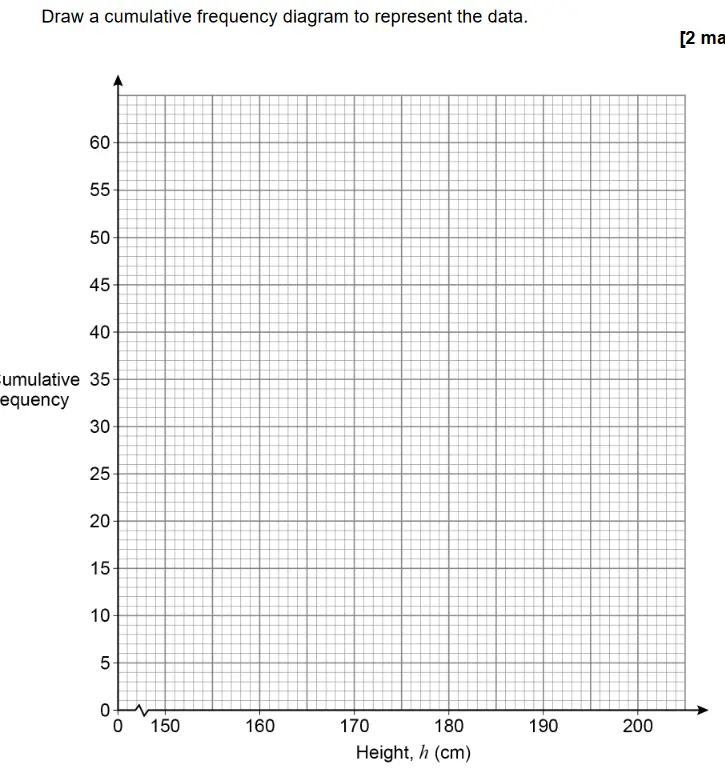 Draw a cumulative frequency diagram to represent the data.
[2 ma
60
55
50
45
40
umulative 35
equency
30
25
20
15
10
5
0
0 150 160 170 180 190 200
Height, h (cm)